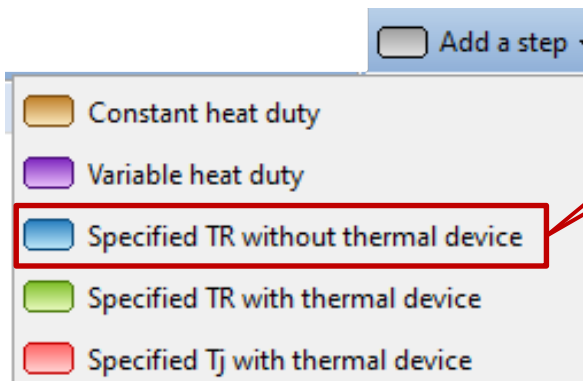 Add a step
Constant heat duty
Variable heat duty
Specified TR without thermal device
Specified TR with thermal device
Specified Tj with thermal device